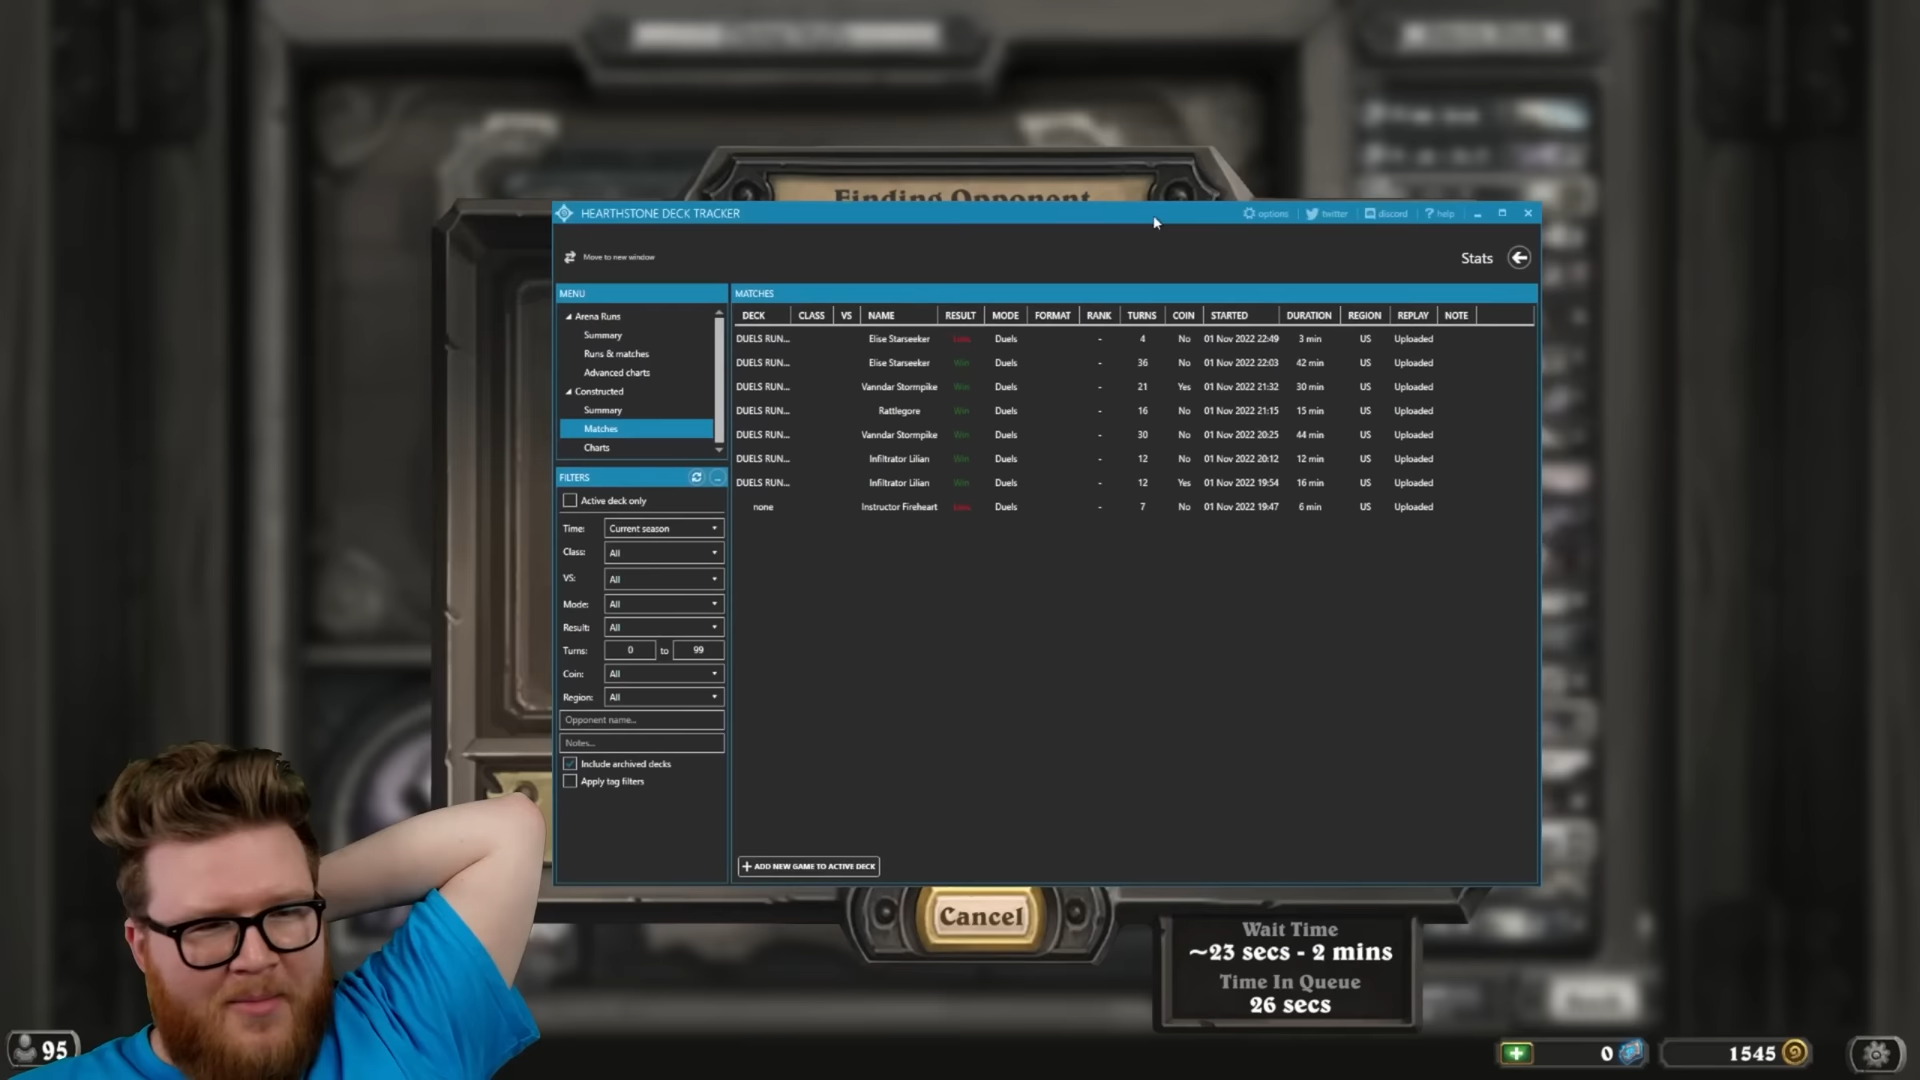 Finding Opponent
HEARTHSTONE DECK TRACKER
options
twitter
discord
? help
Move to new window
Stats
MENU
Arena Runs
Summary
Runs & matches
Advanced charts
Constructed
Summary
Matches
Charts
FILTERS
Active deck only
Time: Current season
Class: All
VS: All
Mode: All
Result: All
Turns: 0 to 99
Coin: All
Region: All
Opponent name...
Notes...
Include archived decks
Apply tag filters
MATCHES
DECK CLASS VS NAME RESULT MODE FORMAT RANK TURNS COIN STARTED DURATION REGION REPLAY NOTE
DUELS RUN... Elise Starseeker Loss Duels - 4 No 01 Nov 2022 22:49 3 min US Uploaded
DUELS RUN... Elise Starseeker Win Duels - 36 No 01 Nov 2022 22:03 42 min US Uploaded
DUELS RUN... Vanndar Stormpike Win Duels - 21 Yes 01 Nov 2022 21:32 30 min US Uploaded
DUELS RUN... Rattlegore Win Duels - 16 No 01 Nov 2022 21:15 15 min US Uploaded
DUELS RUN... Vanndar Stormpike Win Duels - 30 No 01 Nov 2022 20:25 44 min US Uploaded
DUELS RUN... Infiltrator Lilian Win Duels - 12 No 01 Nov 2022 20:12 12 min US Uploaded
DUELS RUN... Infiltrator Lilian Win Duels - 12 Yes 01 Nov 2022 19:54 16 min US Uploaded
none Instructor Fireheart Loss Duels - 7 No 01 Nov 2022 19:47 6 min US Uploaded
+ ADD NEW GAME TO ACTIVE DECK
Cancel
Wait Time
~23 secs - 2 mins
Time In Queue
26 secs
95
0
1545